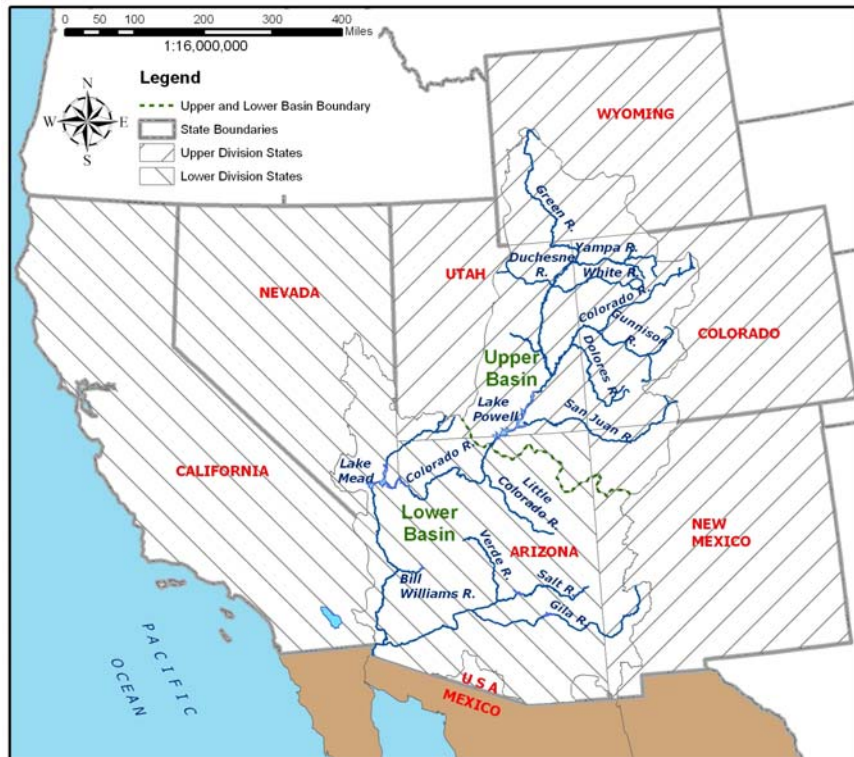 0 50 100 200 300 400
Miles
1:16,000,000
Legend
Upper and Lower Basin Boundary
State Boundaries
Upper Division States
Lower Division States
N
W E
S
WYOMING
Green R.
Yampa R.
Duchesne
R.
White R.
UTAH
NEVADA
Colorado R.
Gunnison
R.
COLORADO
Dolores R.
Upper
Basin
Lake
Powell
San Juan R.
CALIFORNIA
Lake
Mead
Colorado R.
Little
Colorado R.
Lower
Basin
NEW
MEXICO
Verde R.
ARIZONA
Bill
Williams R.
Salt R.
Gila R.
PACIFIC
OCEAN
USA
MEXICO